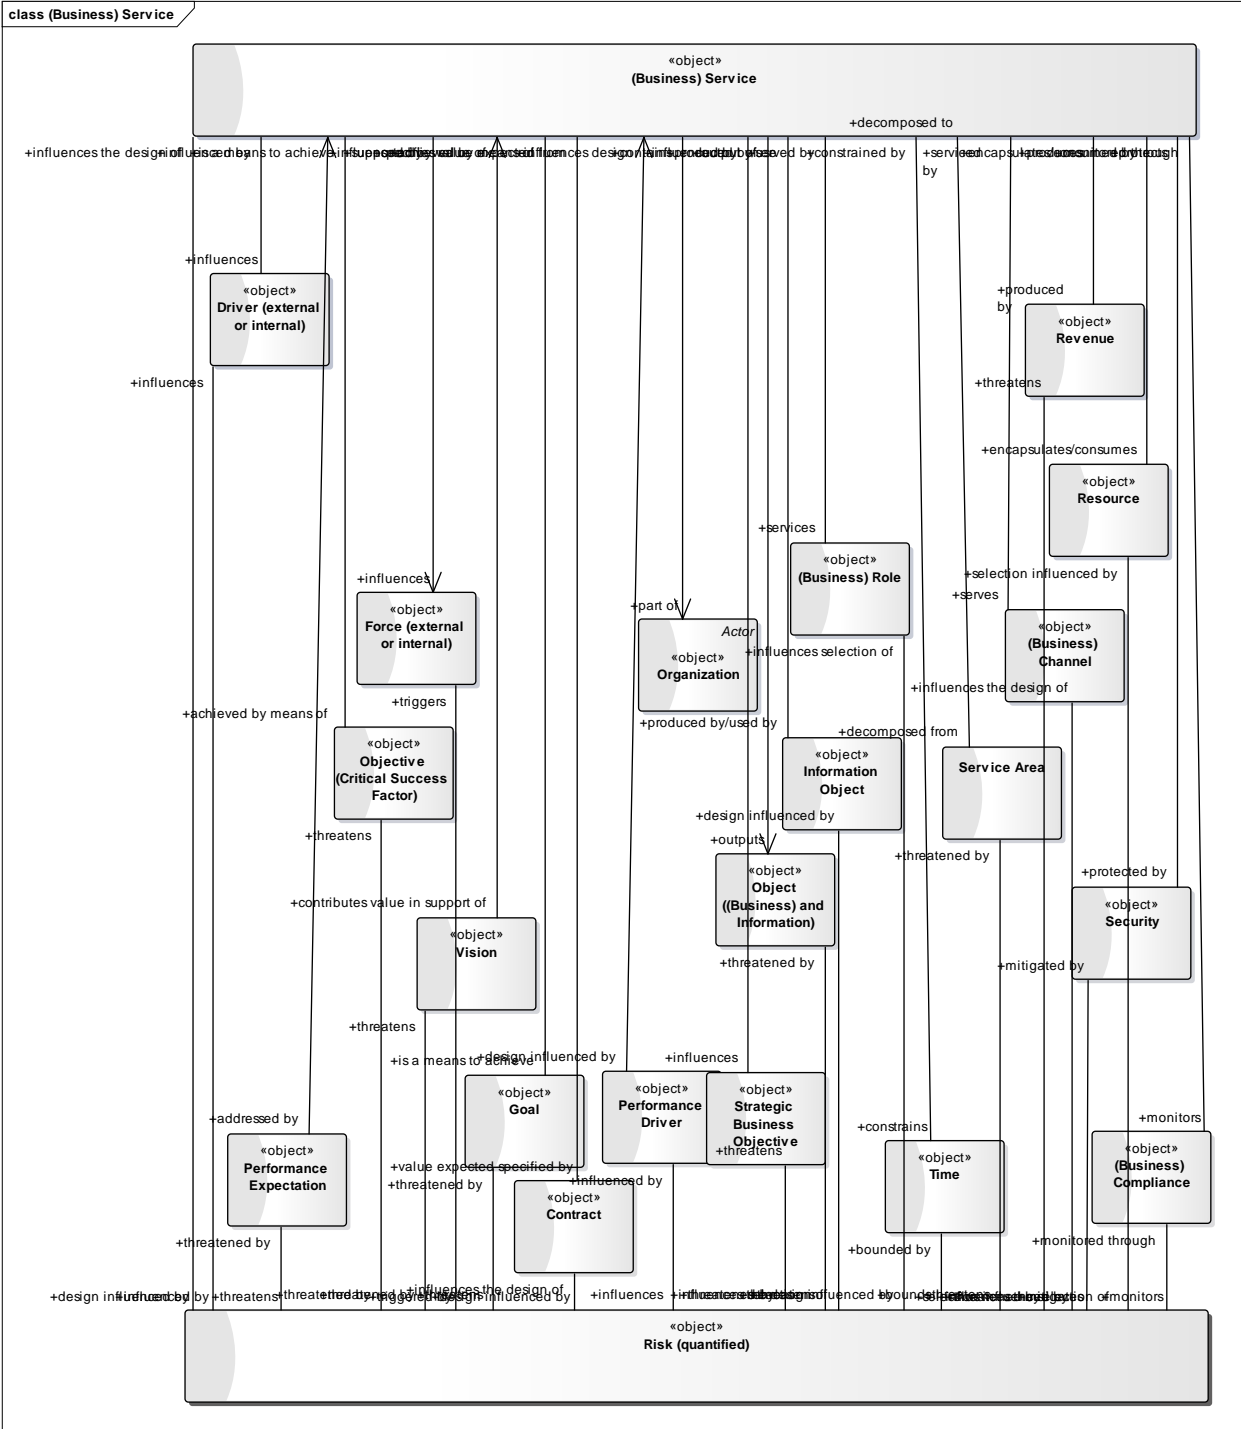 class (Business) Service
«object»
(Business) Service
+decomposed to
+influences the design of
+serviced
by
+influences
«object»
Driver (external
or internal)
+produced
by
«object»
Revenue
+influences
+threatens
+encapsulates/consumes
«object»
Resource
+services
«object»
(Business) Role
+influences
«object»
Force (external
or internal)
+selection influenced by
+serves
+part of
Actor
«object»
Organization
«object»
(Business)
Channel
+influences selection of
+influences the design of
+triggers
+achieved by means of
+produced by/used by
+decomposed from
«object»
Objective
(Critical Success
Factor)
«object»
Information
Object
Service Area
+design influenced by
+threatens
+outputs
+threatened by
«object»
Object
((Business) and
Information)
+protected by
«object»
Security
+contributes value in support of
«object»
Vision
+threatened by
+mitigated by
+threatens
+design influenced by
+is a means to achieve
+influences
«object»
Goal
«object»
Performance
Driver
«object»
Strategic
Business
Objective
+threatens
+addressed by
«object»
Performance
Expectation
+constrains
«object»
Time
+monitors
«object»
(Business)
Compliance
+value expected specified by
+threatened by
+influenced by
«object»
Contract
+threatened by
+bounded by
+monitored through
+influences the design of
+threatens
+influences
+monitors
«object»
Risk (quantified)